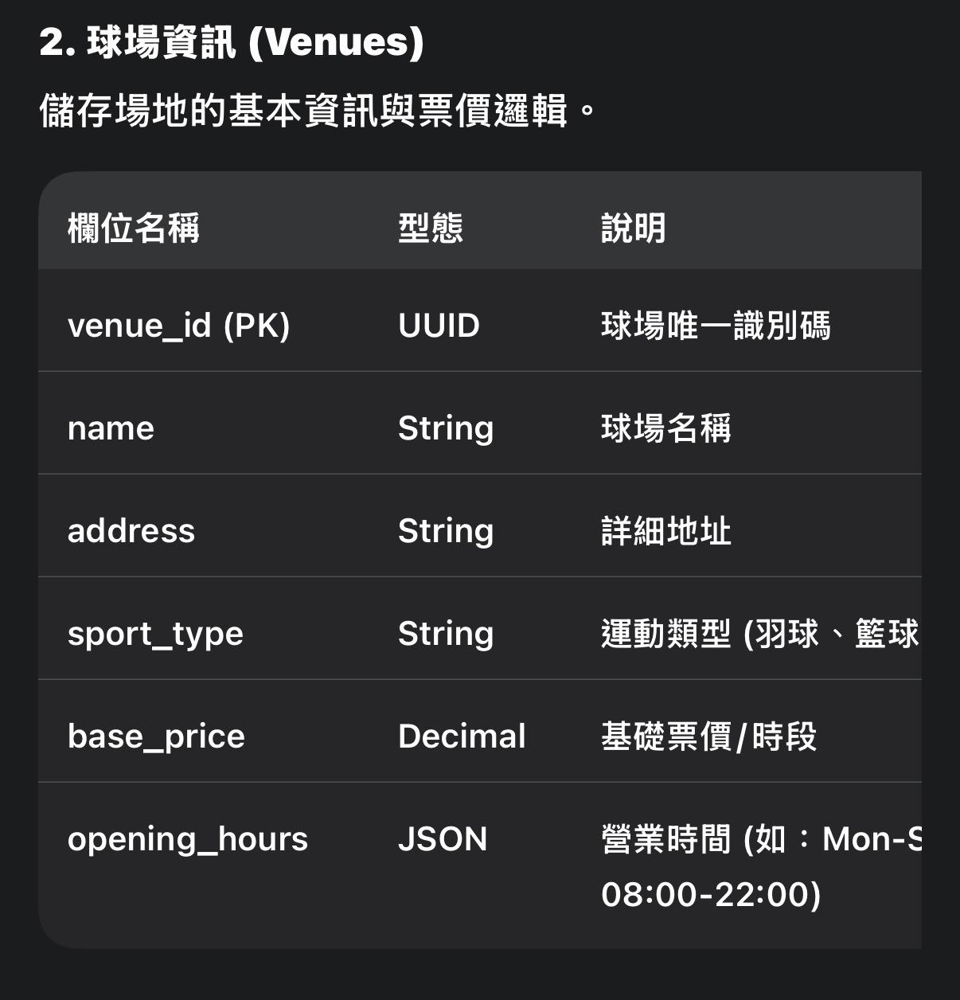 2. 球場資訊 (Venues)
儲存場地的基本資訊與票價邏輯。
欄位名稱 型態 說明
venue_id (PK) UUID 球場唯一識別碼
name String 球場名稱
address String 詳細地址
sport_type String 運動類型 (羽球、籃球
base_price Decimal 基礎票價/時段
opening_hours JSON 營業時間 (如：Mon-S
08:00-22:00)